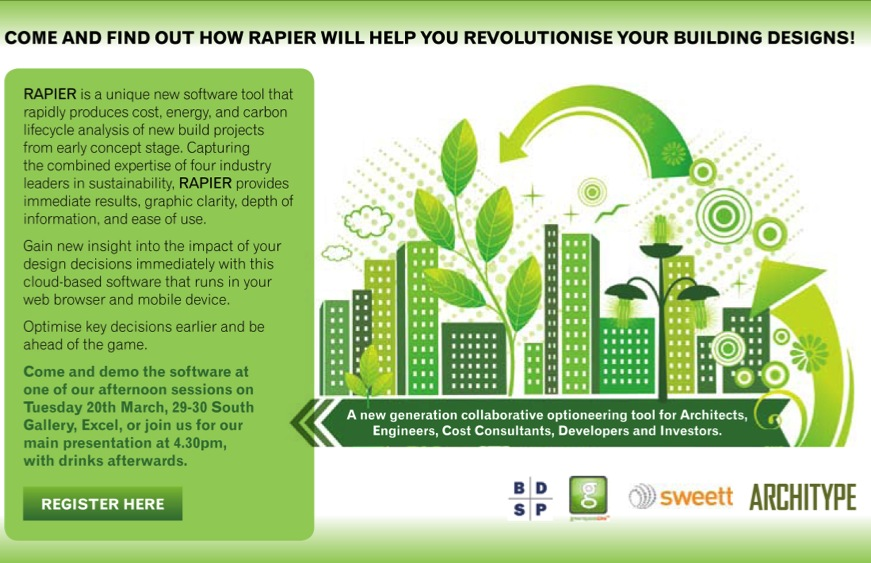 COME AND FIND OUT HOW RAPIER WILL HELP YOU REVOLUTIONISE YOUR BUILDING DESIGNS!
RAPIER is a unique new software tool that
rapidly produces cost, energy, and carbon
lifecycle analysis of new build projects
from early concept stage. Capturing
the combined expertise of four industry
leaders in sustainability, RAPIER provides
immediate results, graphic clarity, depth of
information, and ease of use.
Gain new insight into the impact of your
design decisions immediately with this
cloud-based software that runs in your
web browser and mobile device.
Optimise key decisions earlier and be
ahead of the game.
Come and demo the software at
one of our afternoon sessions on
Tuesday 20th March, 29-30 South
Gallery, Excel, or join us for our
main presentation at 4.30pm,
with drinks afterwards.
REGISTER HERE
A new generation collaborative optioneering tool for Architects,
Engineers, Cost Consultants, Developers and Investors.
B D
S P
g
sweett
ARCHITYPE